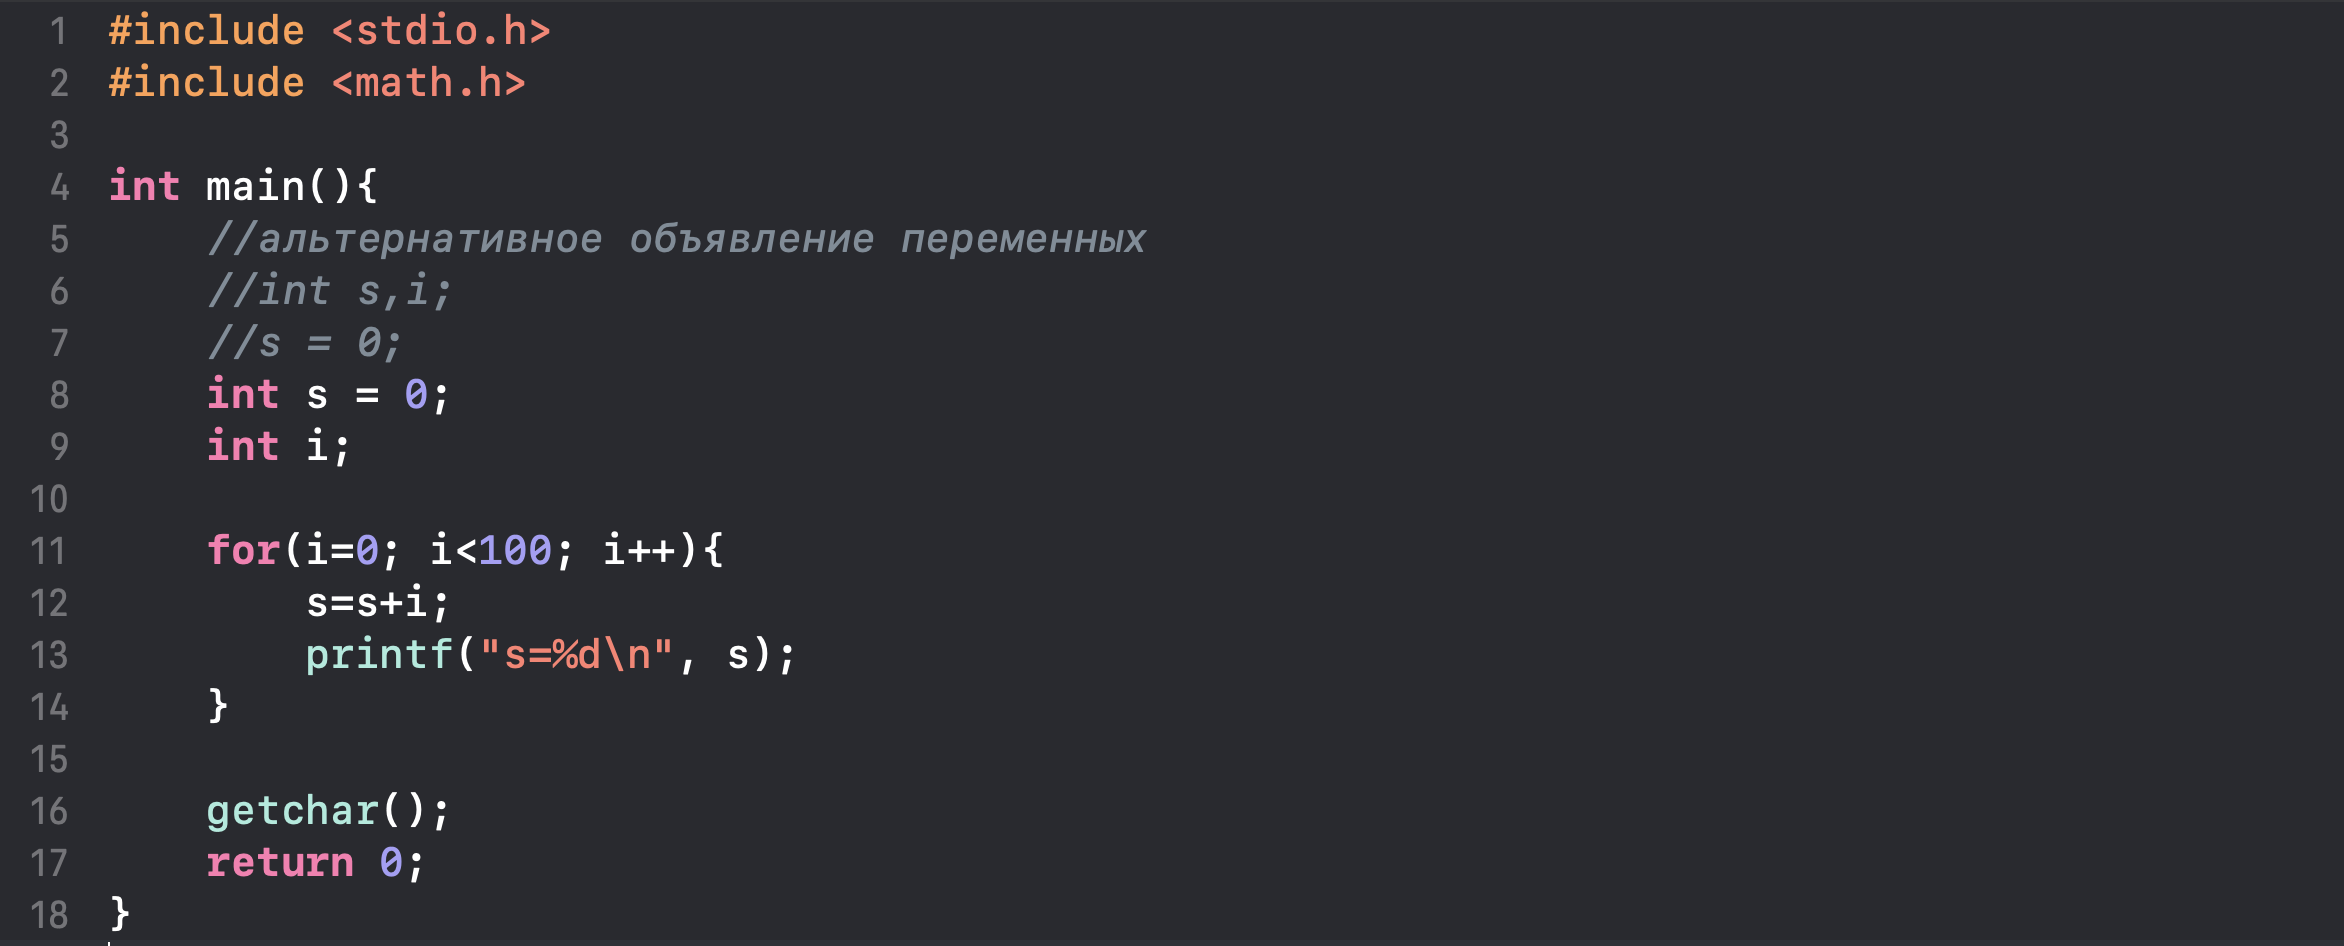 1 #include <stdio.h>
2 #include <math.h>
3
4 int main(){
5     //альтернативное объявление переменных
6     //int s,i;
7     //s = 0;
8     int s = 0;
9     int i;
10
11     for(i=0; i<100; i++){
12         s=s+i;
13         printf("s=%d\n", s);
14     }
15
16     getchar();
17     return 0;
18 }